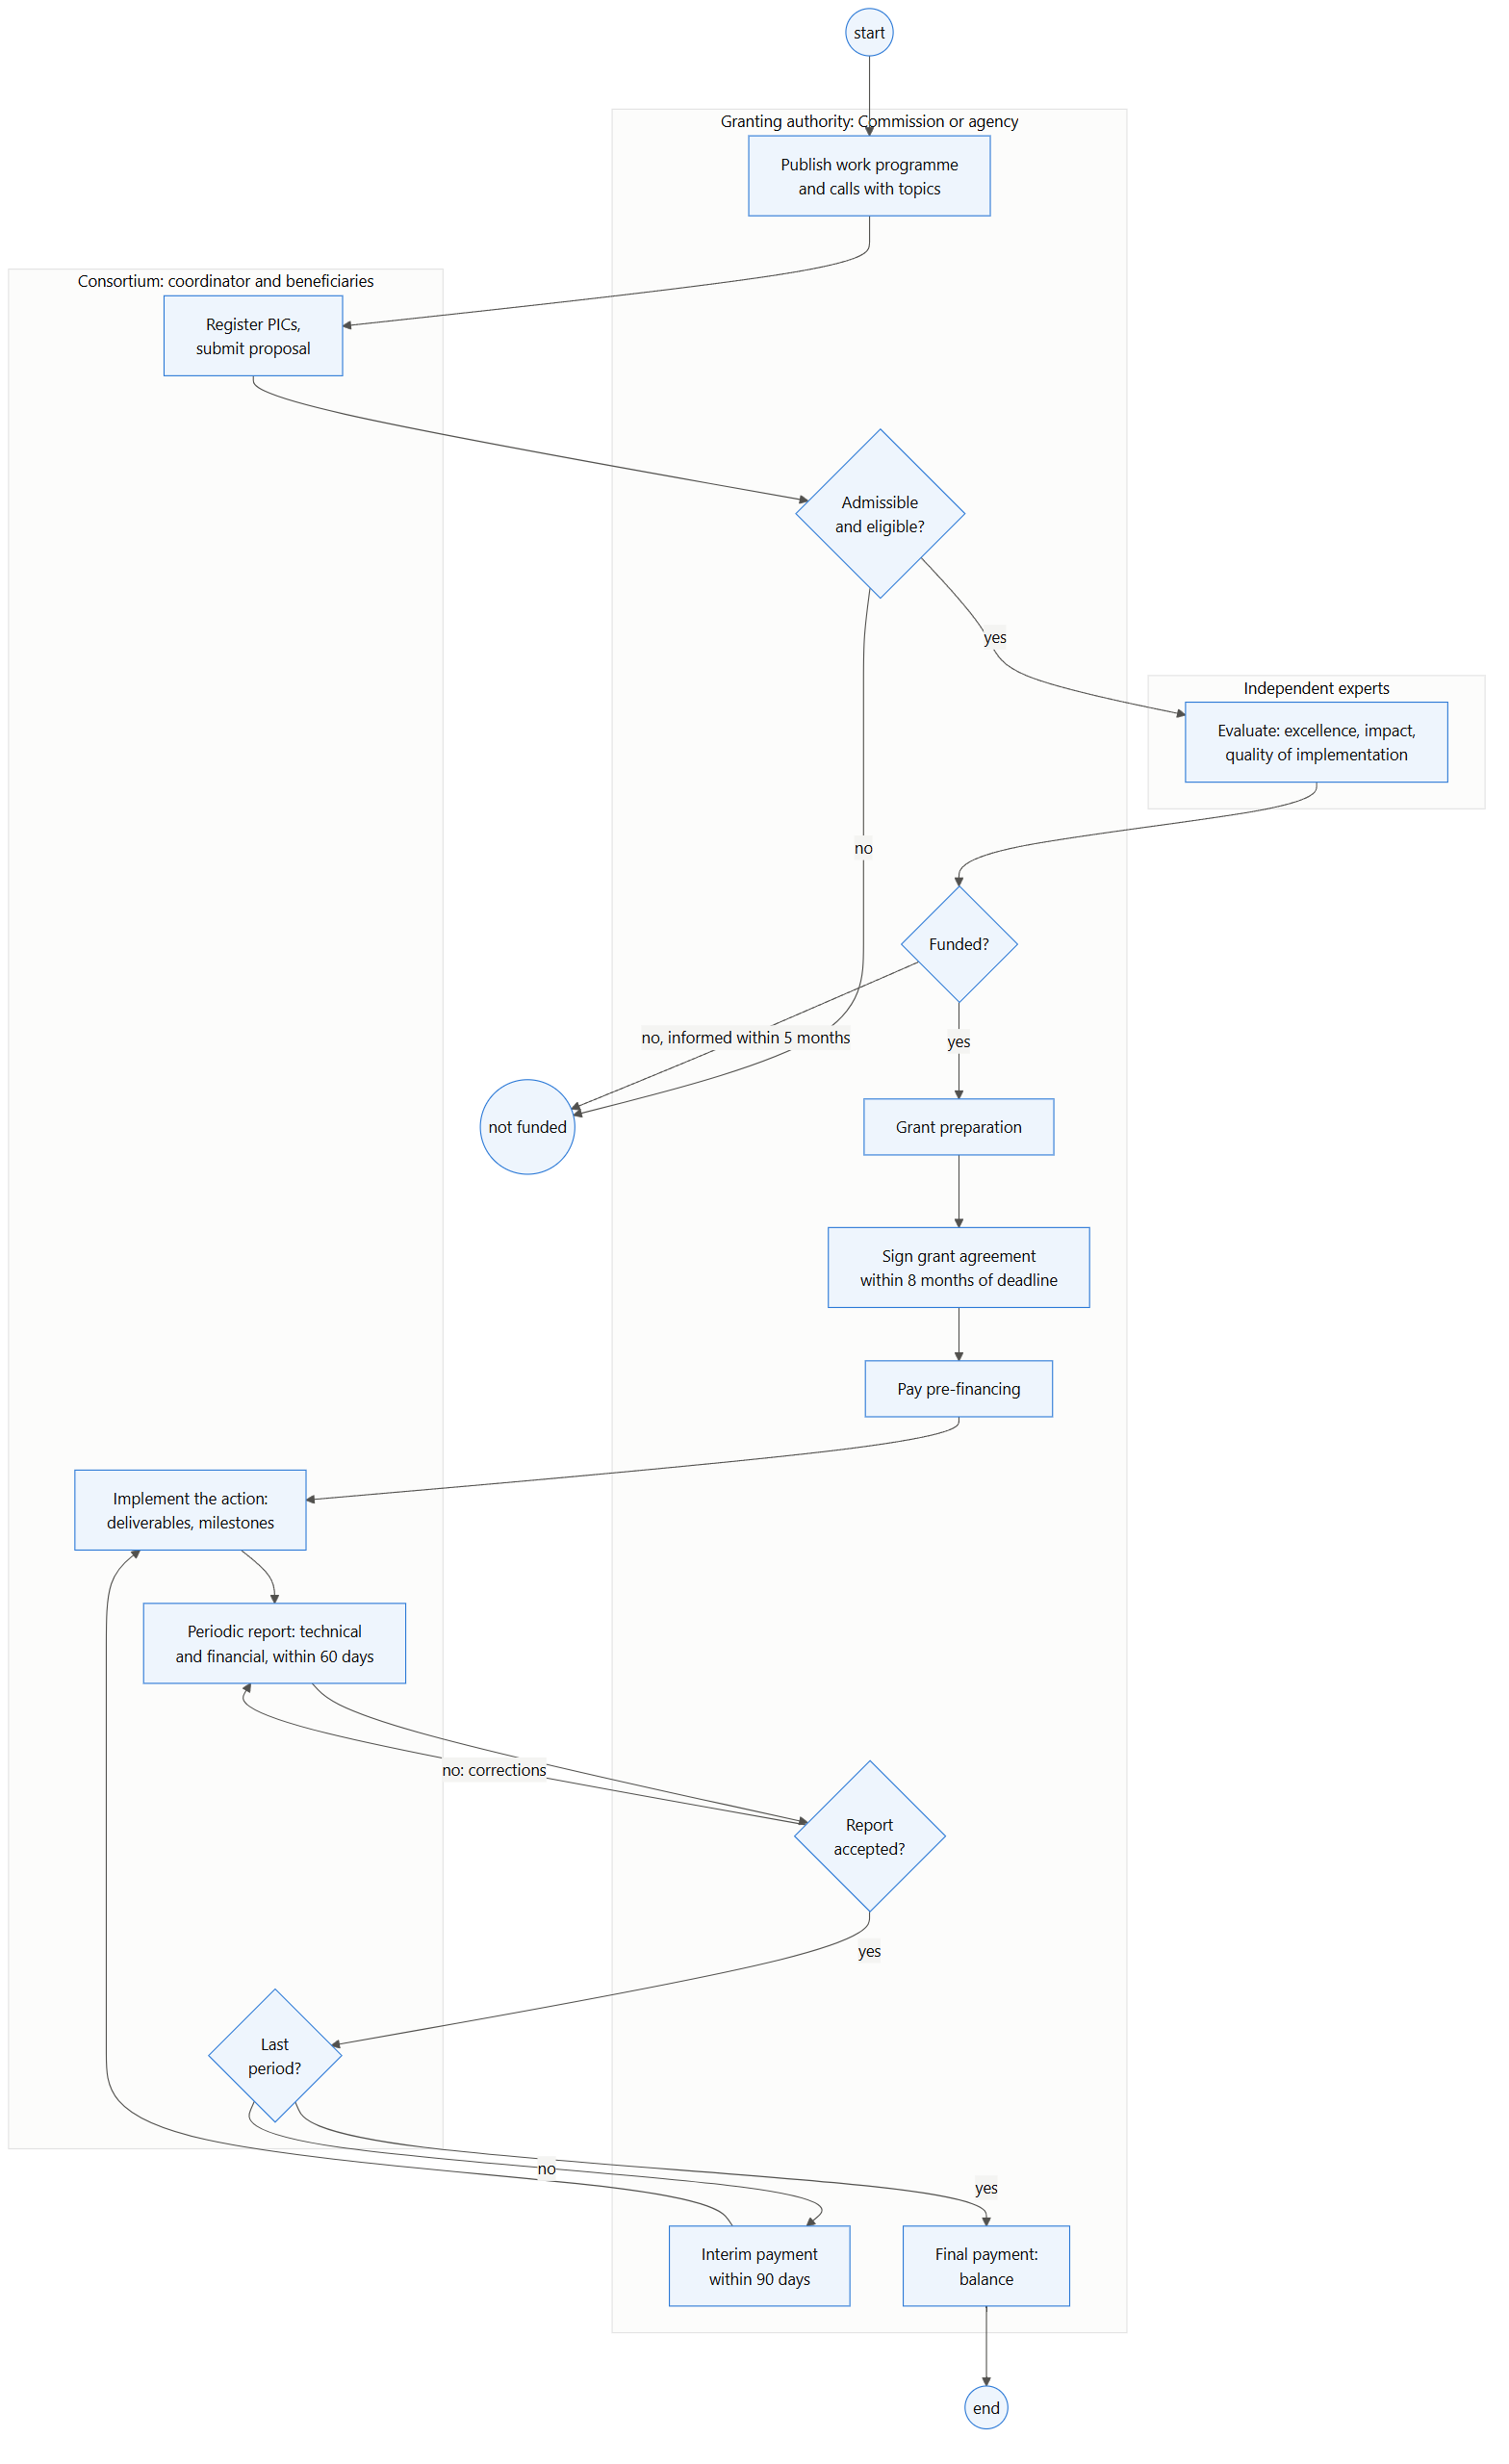 start
Granting authority: Commission or agency
Publish work programme
and calls with topics
Consortium: coordinator and beneficiaries
Register PICs,
submit proposal
Admissible
and eligible?
yes
Independent experts
Evaluate: excellence, impact,
quality of implementation
no
Funded?
no, informed within 5 months
yes
not funded
Grant preparation
Sign grant agreement
within 8 months of deadline
Pay pre-financing
Implement the action:
deliverables, milestones
Periodic report: technical
and financial, within 60 days
no: corrections
Report
accepted?
yes
Last
period?
no
yes
Interim payment
within 90 days
Final payment:
balance
end